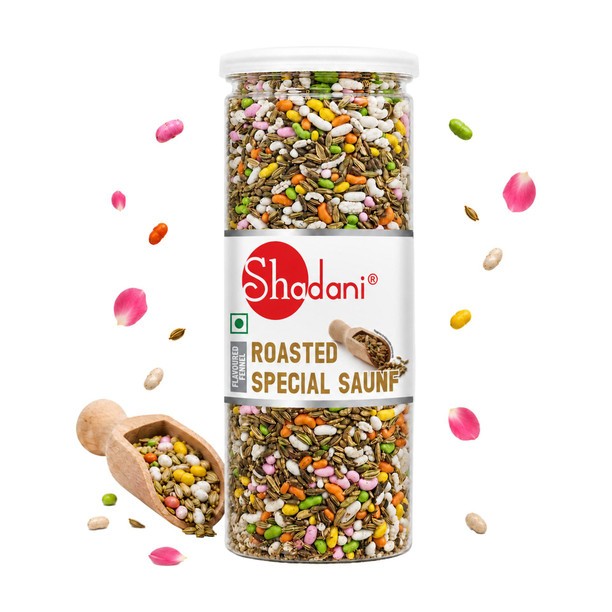 Shadani®
FLAVOURED
FENNEL
ROASTED
SPECIAL SAUNF